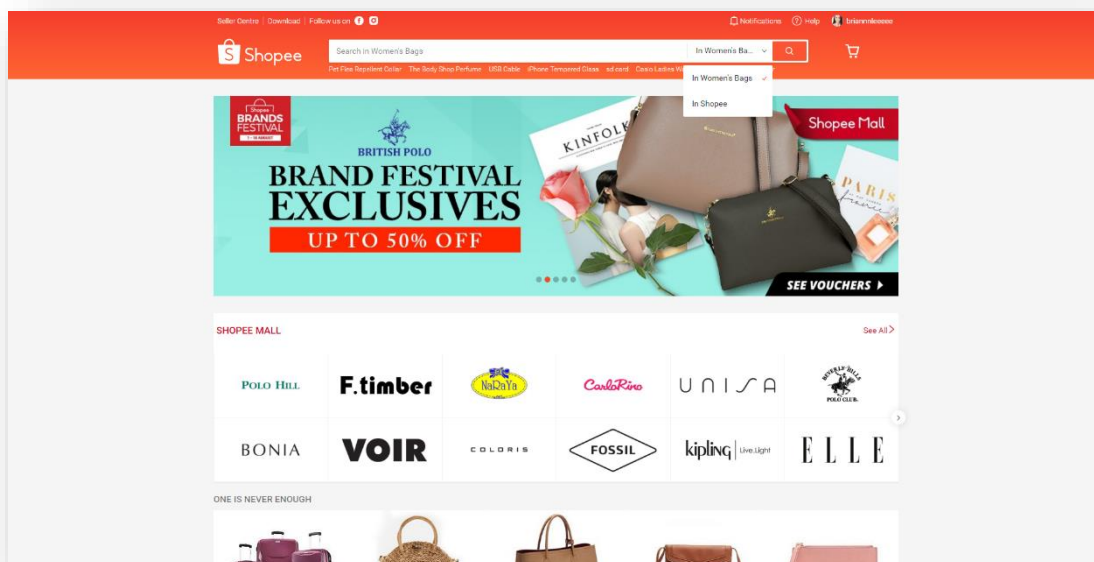 Seller Centre | Download | Follow us on
Notifications
Help
briannnleeeee
Shopee
Search in Women's Bags
In Women's Ba...
Pet Flea Repellent Collar The Body Shop Perfume USB Cable iPhone Tempered Glass sd card Casio Ladies
In Women's Bags
In Shopee
Shopee
BRANDS
FESTIVAL
BRITISH POLO
BRAND FESTIVAL
EXCLUSIVES
UP TO 50% OFF
KINFOLK
Shopee Mall
PARIS
SEE VOUCHERS
SHOPEE MALL
See All
POLO HILL
F.timber
NaRaYa
CarloRino
UNISA
BEVERLY HILLS
POLO CLUB
BONIA
VOIR
COLORIS
FOSSIL
kipling Live.Light
ELLE
ONE IS NEVER ENOUGH